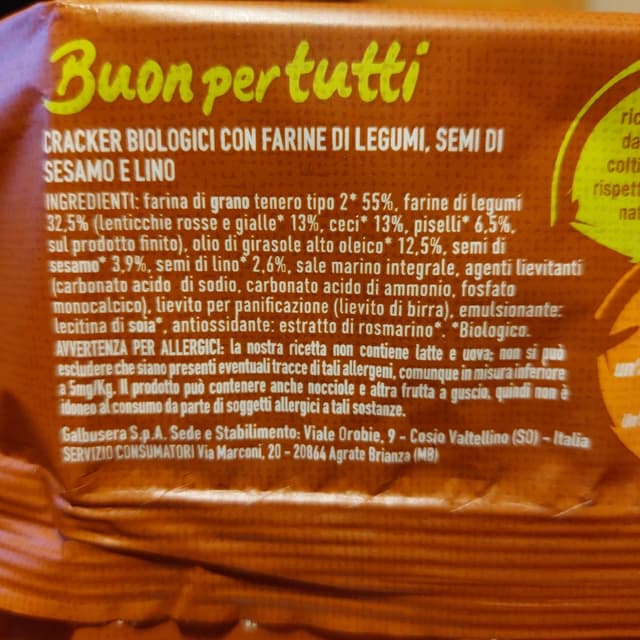 Buon per tutti
CRACKER BIOLOGICI CON FARINE DI LEGUMI, SEMI DI
SESAMO E LINO
INGREDIENTI: farina di grano tenero tipo 2* 55%, farine di legumi
32,5% (lenticchie rosse e gialle* 13%, ceci* 13%, piselli* 6,5%,
sul prodotto finito), olio di girasole alto oleico* 12,5%, semi di
sesamo* 3,9%, semi di lino* 2,6%, sale marino integrale, agenti lievitanti
(carbonato acido di sodio, carbonato acido di ammonio, fosfato
monocalcico), lievito per panificazione (lievito di birra), emulsionante:
lecitina di soia*, antiossidante: estratto di rosmarino*. *Biologico.
AVVERTENZA PER ALLERGICI: la nostra ricetta non contiene latte e uova; non si può
escludere che siano presenti eventuali tracce di tali allergeni, comunque in misura inferiore
a 5mg/Kg. Il prodotto può contenere anche nocciole e altra frutta a guscio, quindi non è
idoneo al consumo da parte di soggetti allergici a tali sostanze.
Galbusera S.p.A. Sede e Stabilimento: Viale Orobie, 9 - Cosio Valtellino (SO) - Italia
SERVIZIO CONSUMATORI Via Marconi, 20 - 20864 Agrate Brianza (MB)
ric
da
colti
rispett
nat